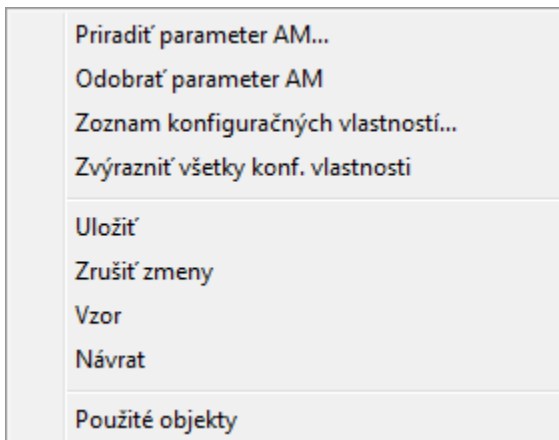 Priradiť parameter AM...
Odobrať parameter AM
Zoznam konfiguračných vlastností...
Zvýrazniť všetky konf. vlastnosti
Uložiť
Zrušiť zmeny
Vzor
Návrat
Použité objekty